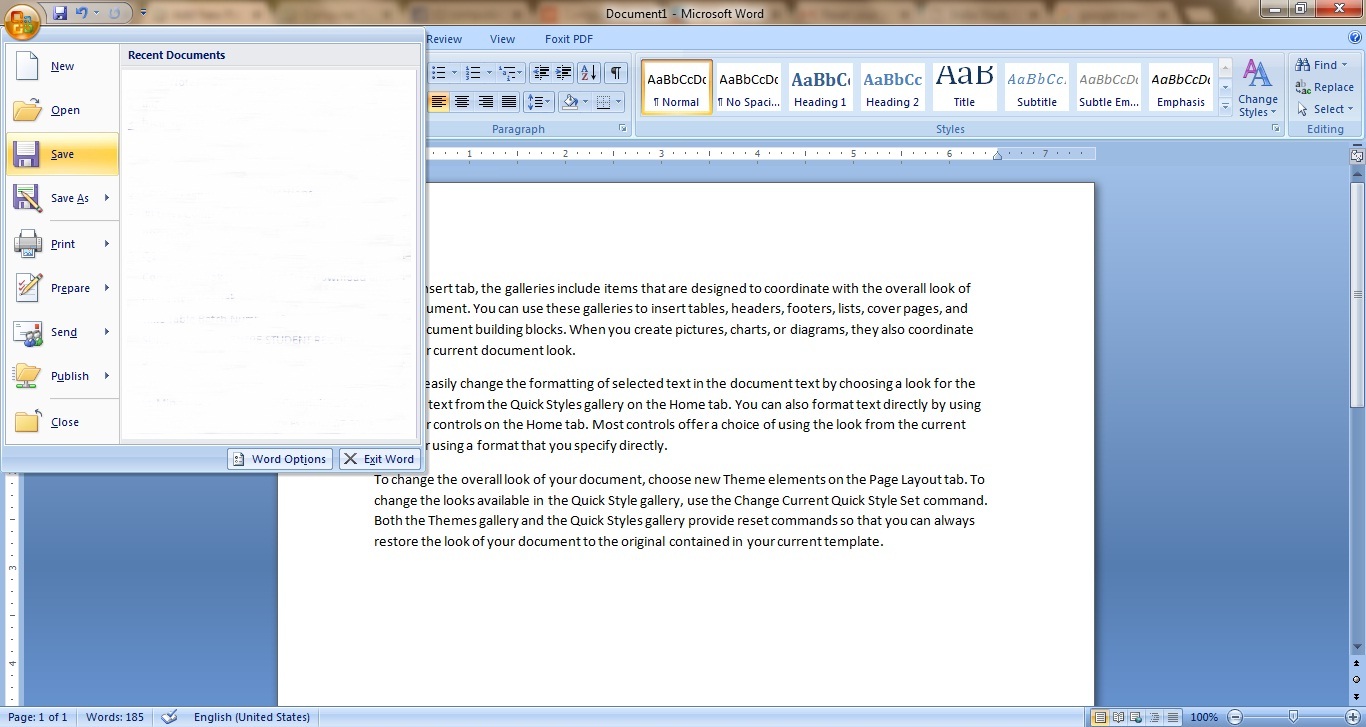 Document1 - Microsoft Word
Review View Foxit PDF
New
Open
Save
Save As
Print
Prepare
Send
Publish
Close
Recent Documents
Word Options Exit Word
AaBbCcDc AaBbCcDc AaBbC AaBbCc AaB AaBbCc. AaBbCcDc AaBbCcDc
¶ Normal ¶ No Spaci... Heading 1 Heading 2 Title Subtitle Subtle Em... Emphasis
Change
Styles
Find
Replace
Select
Paragraph Styles Editing
1 2 3 4 5 6 7
nsert tab, the galleries include items that are designed to coordinate with the overall look of
ument. You can use these galleries to insert tables, headers, footers, lists, cover pages, and
cument building blocks. When you create pictures, charts, or diagrams, they also coordinate
r current document look.
easily change the formatting of selected text in the document text by choosing a look for the
text from the Quick Styles gallery on the Home tab. You can also format text directly by using
r controls on the Home tab. Most controls offer a choice of using the look from the current
r using a format that you specify directly.
To change the overall look of your document, choose new Theme elements on the Page Layout tab. To
change the looks available in the Quick Style gallery, use the Change Current Quick Style Set command.
Both the Themes gallery and the Quick Styles gallery provide reset commands so that you can always
restore the look of your document to the original contained in your current template.
3
4
Page: 1 of 1 Words: 185 English (United States) 100%